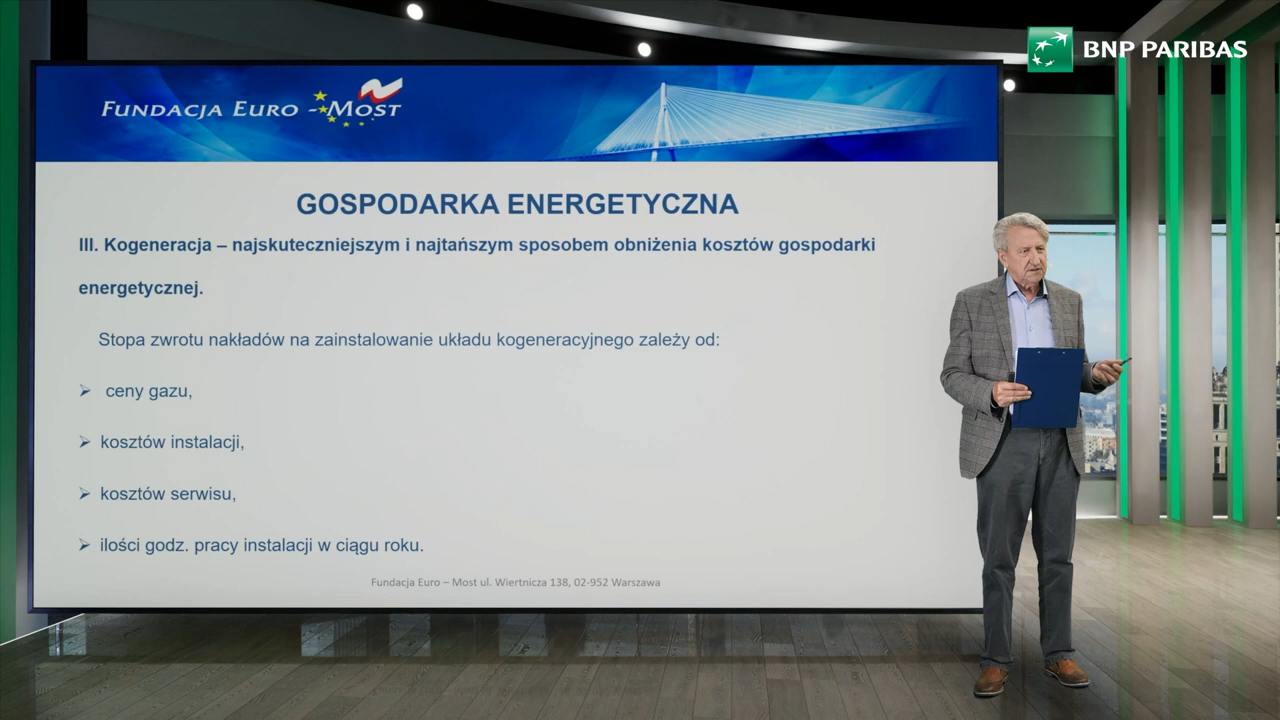 BNP PARIBAS
FUNDACJA EURO - MOST
GOSPODARKA ENERGETYCZNA
III. Kogeneracja – najskuteczniejszym i najtańszym sposobem obniżenia kosztów gospodarki
energetycznej.
Stopa zwrotu nakładów na zainstalowanie układu kogeneracyjnego zależy od:
➢ ceny gazu,
➢ kosztów instalacji,
➢ kosztów serwisu,
➢ ilości godz. pracy instalacji w ciągu roku.
Fundacja Euro – Most ul. Wiertnicza 138, 02-952 Warszawa